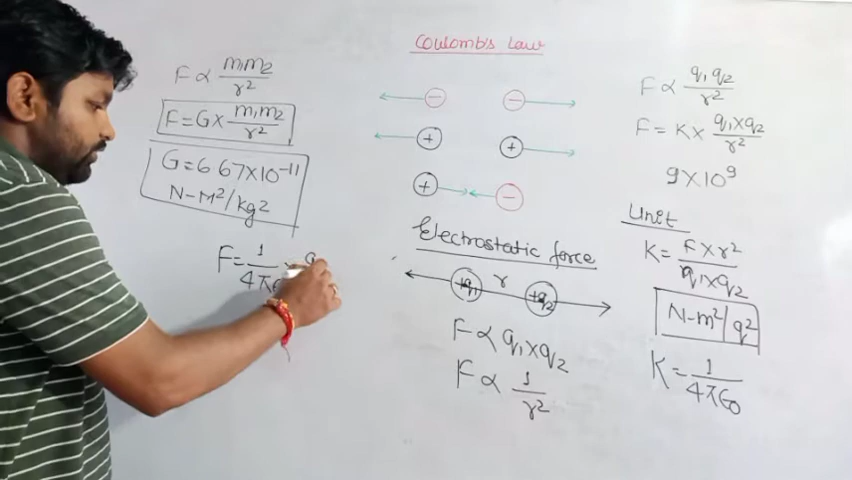 Coulomb's Law
F ∝ m₁m₂/r²
F = G× m₁m₂/r²
G = 6.67×10⁻¹¹
N-M²/kg²
F = 1/4π
− −
+ +
+ −
Electrostatic force
+q₁ r +q₂
F ∝ q₁×q₂
F ∝ 1/r²
F ∝ q₁q₂/r²
F = K× q₁×q₂/r²
9×10⁹
Unit
K = F×r²/q₁×q₂
N-m²/q²
K = 1/4πε₀